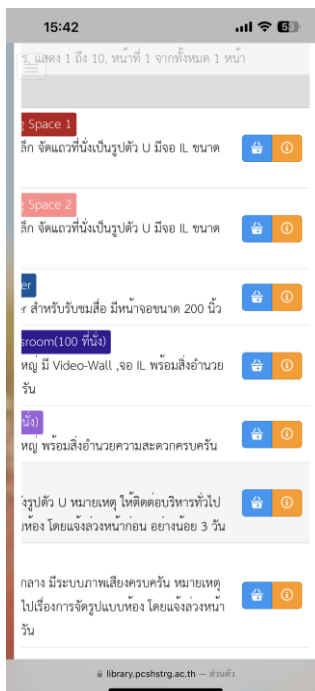 15:42
5
ร. แสดง 1 ถึง 10, หน้าที่ 1 จากทั้งหมด 1 หน้า
Space 1
ล็ก จัดแถวที่นั่งเป็นรูปตัว U มีจอ IL ขนาด
Space 2
ล็ก จัดแถวที่นั่งเป็นรูปตัว U มีจอ IL ขนาด
er
er สำหรับรับชมสื่อ มีหน้าจอขนาด 200 นิ้ว
sroom(100 ที่นั่ง)
หญ่ มี Video-Wall ,จอ IL พร้อมสิ่งอำนวย
รัน
นั่ง)
หญ่ พร้อมสิ่งอำนวยความสะดวกครบครัน
ังรูปตัว U หมายเหตุ ให้ติดต่อบริหารทั่วไป
ห้อง โดยแจ้งล่วงหน้าก่อน อย่างน้อย 3 วัน
กลาง มีระบบภาพเสียงครบครัน หมายเหตุ
ไปเรื่องการจัดรูปแบบห้อง โดยแจ้งล่วงหน้า
วัน
library.pcshstrg.ac.th — ส่วนตัว